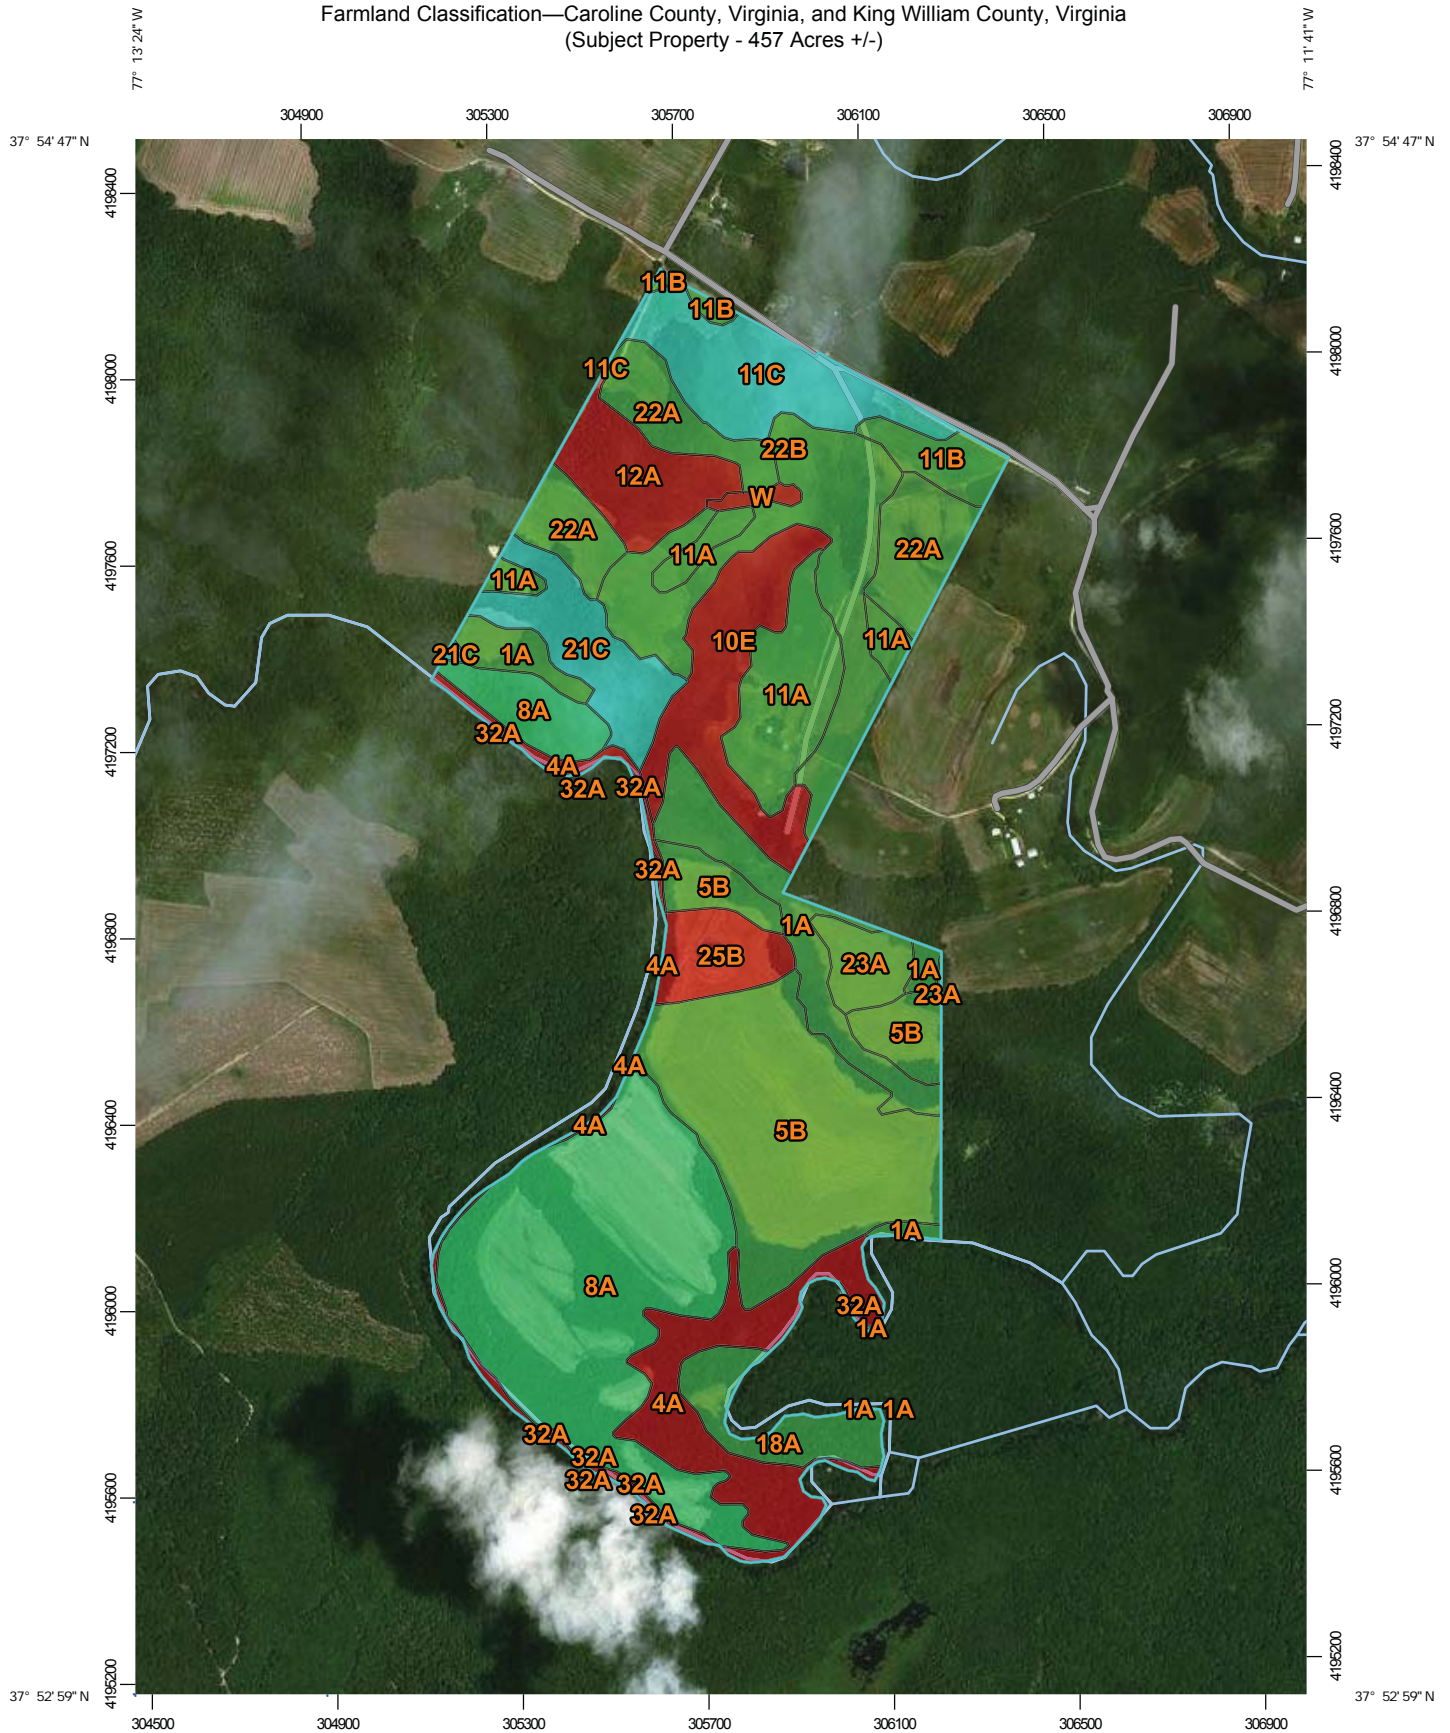 Farmland Classification—Caroline County, Virginia, and King William County, Virginia
(Subject Property - 457 Acres +/-)
77° 13' 24" W
77° 11' 41" W
304900
305300
305700
306100
306500
306900
37° 54' 47" N
37° 54' 47" N
4198400
4198400
11B
11B
11C
11C
4198000
4198000
22A
22B
11B
12A
W
22A
22A
4197600
4197600
11A
11A
11A
10E
21C
1A
21C
11A
8A
32A
4197200
4197200
4A
32A
32A
32A
5B
1A
4196800
4196800
25B
4A
23A
1A
23A
5B
4A
4A
4196400
4196400
5B
1A
8A
4196000
4196000
32A
1A
4A
1A
1A
32A
18A
32A
32A
32A
32A
4195600
4195600
4195200
4195200
37° 52' 59" N
37° 52' 59" N
304500
304900
305300
305700
306100
306500
306900